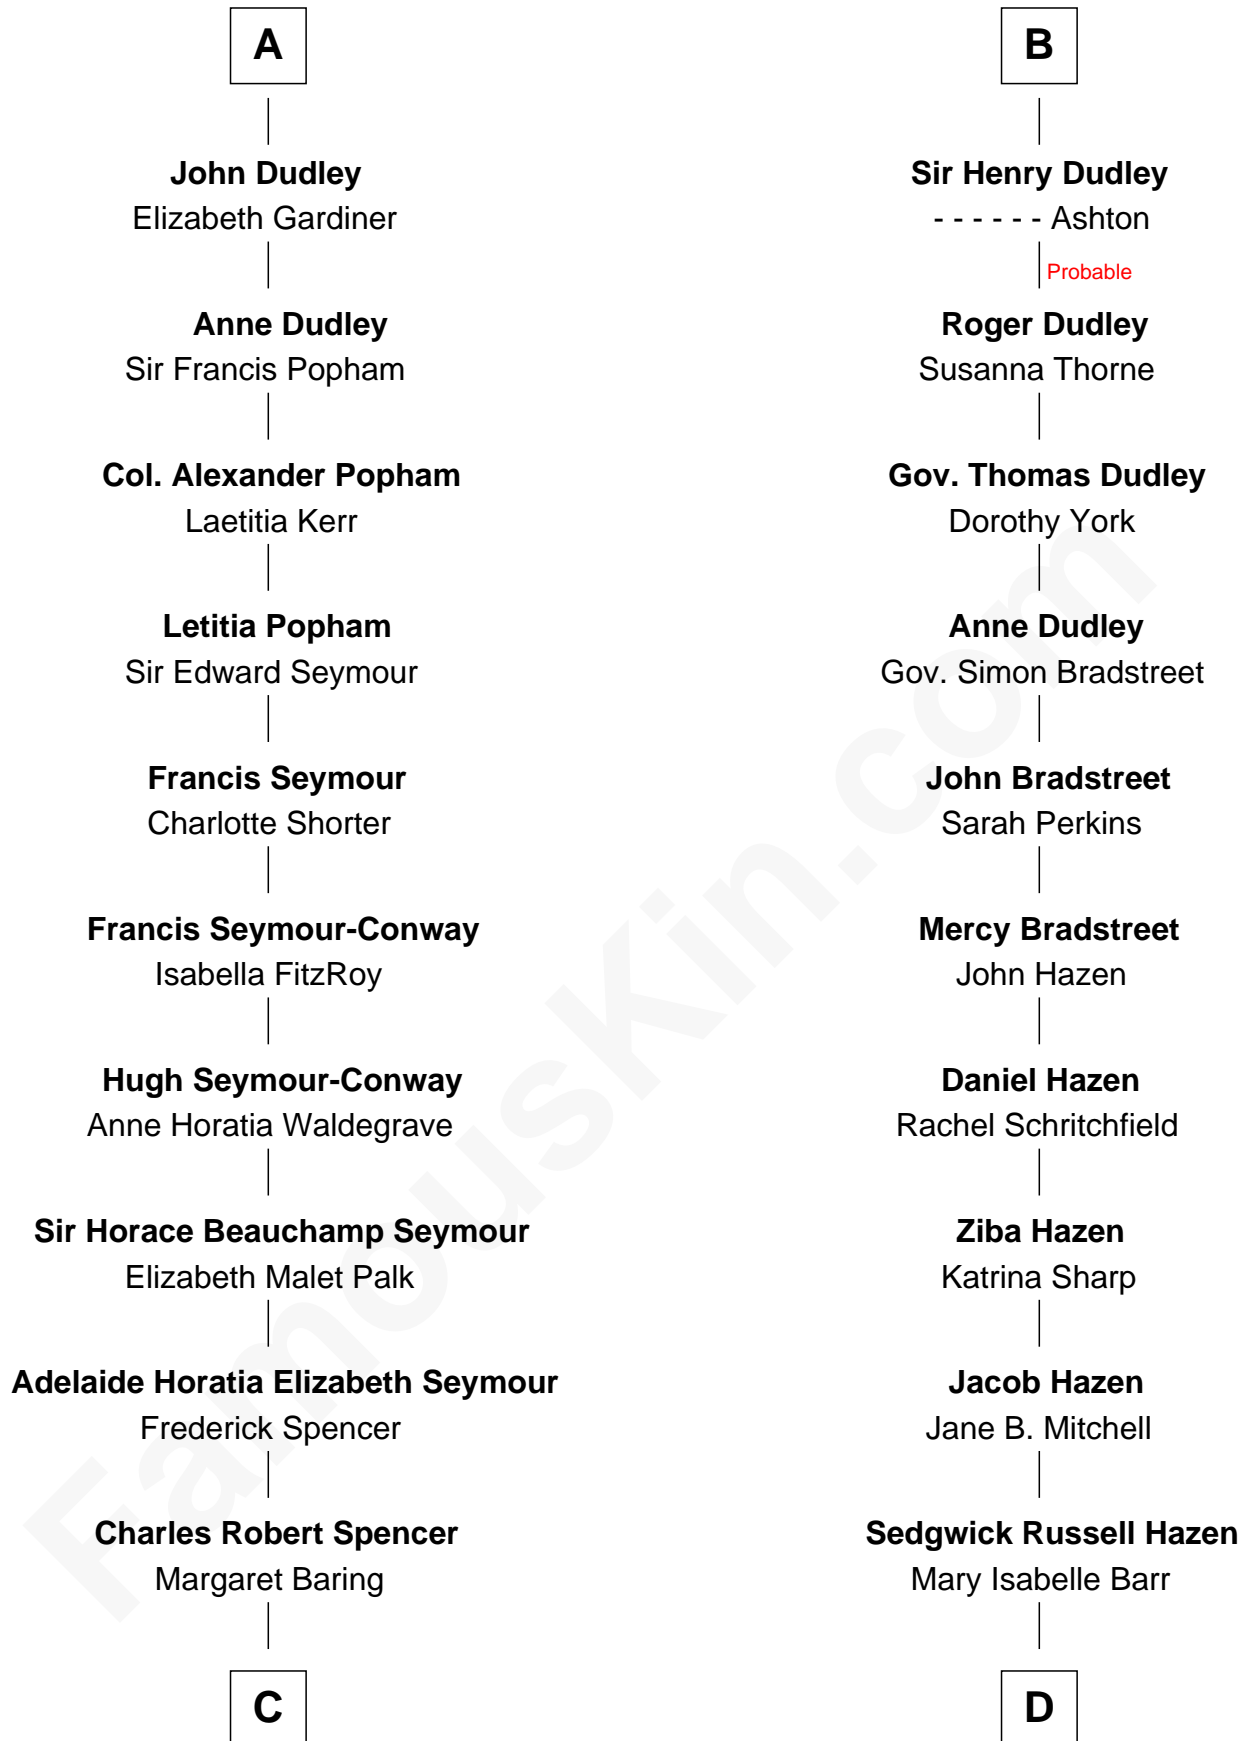 A
John Dudley
Elizabeth Gardiner
Anne Dudley
Sir Francis Popham
Col. Alexander Popham
Laetitia Kerr
Letitia Popham
Sir Edward Seymour
Francis Seymour
Charlotte Shorter
Francis Seymour-Conway
Isabella FitzRoy
Hugh Seymour-Conway
Anne Horatia Waldegrave
Sir Horace Beauchamp Seymour
Elizabeth Malet Palk
Adelaide Horatia Elizabeth Seymour
Frederick Spencer
Charles Robert Spencer
Margaret Baring
C
B
Sir Henry Dudley
- - - - - - Ashton
Probable
Roger Dudley
Susanna Thorne
Gov. Thomas Dudley
Dorothy York
Anne Dudley
Gov. Simon Bradstreet
John Bradstreet
Sarah Perkins
Mercy Bradstreet
John Hazen
Daniel Hazen
Rachel Schritchfield
Ziba Hazen
Katrina Sharp
Jacob Hazen
Jane B. Mitchell
Sedgwick Russell Hazen
Mary Isabelle Barr
D
FamousKin.com